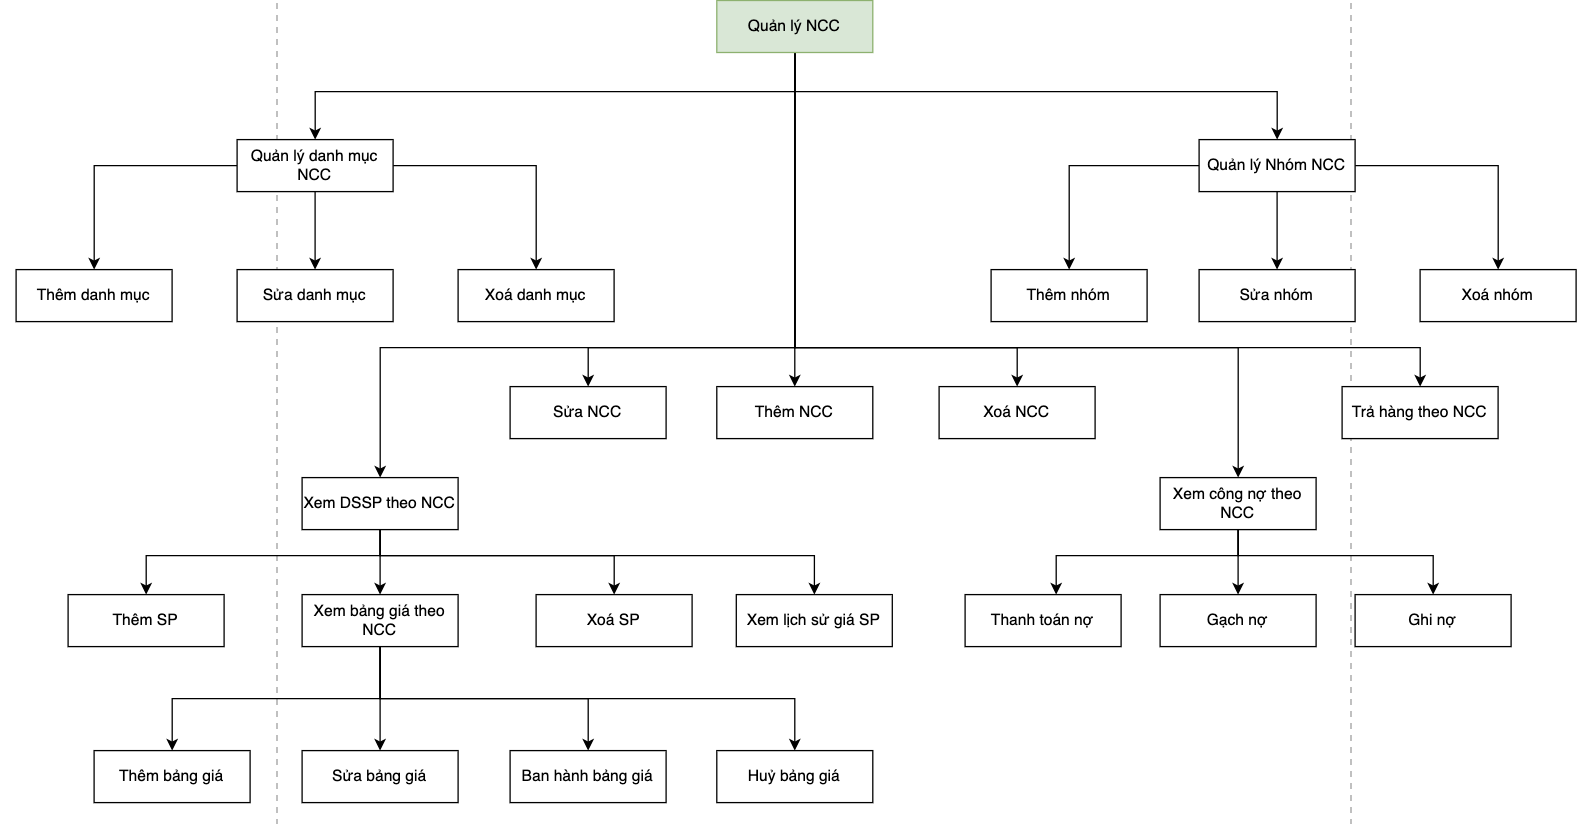 Quản lý NCC
Quản lý danh mục
NCC
Quản lý Nhóm NCC
Thêm danh mục
Sửa danh mục
Xoá danh mục
Thêm nhóm
Sửa nhóm
Xoá nhóm
Sửa NCC
Thêm NCC
Xoá NCC
Trả hàng theo NCC
Xem DSSP theo NCC
Xem công nợ theo
NCC
Thêm SP
Xem bảng giá theo
NCC
Xoá SP
Xem lịch sử giá SP
Thanh toán nợ
Gạch nợ
Ghi nợ
Thêm bảng giá
Sửa bảng giá
Ban hành bảng giá
Huỷ bảng giá